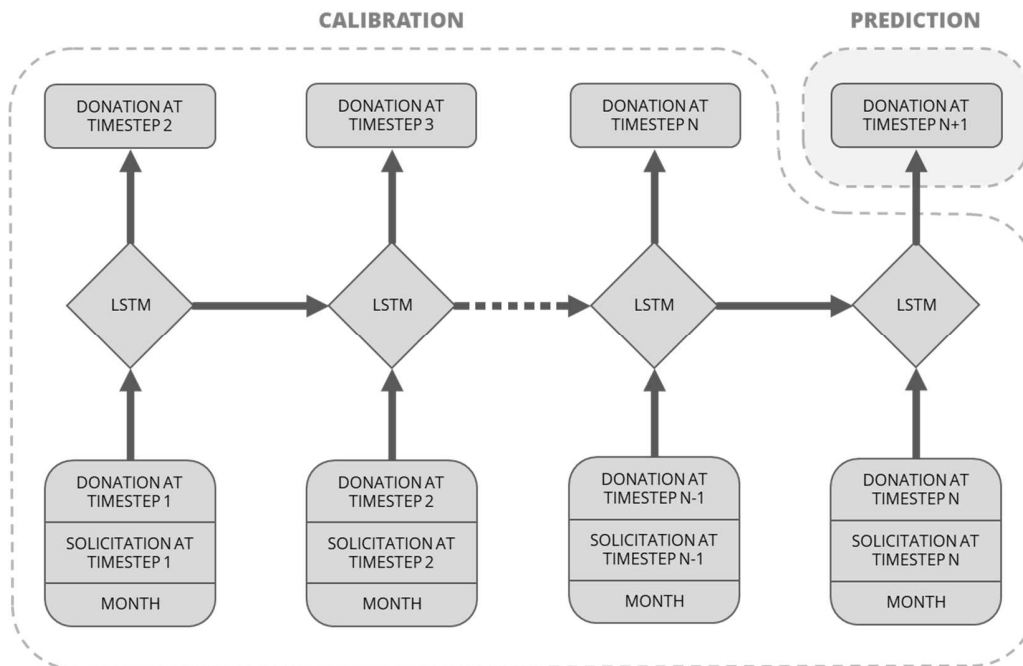 CALIBRATION
PREDICTION
DONATION AT
TIMESTEP 2
DONATION AT
TIMESTEP 3
DONATION AT
TIMESTEP N
DONATION AT
TIMESTEP N+1
LSTM
LSTM
LSTM
LSTM
DONATION AT
TIMESTEP 1
SOLICITATION AT
TIMESTEP 1
MONTH
DONATION AT
TIMESTEP 2
SOLICITATION AT
TIMESTEP 2
MONTH
DONATION AT
TIMESTEP N-1
SOLICITATION AT
TIMESTEP N-1
MONTH
DONATION AT
TIMESTEP N
SOLICITATION AT
TIMESTEP N
MONTH